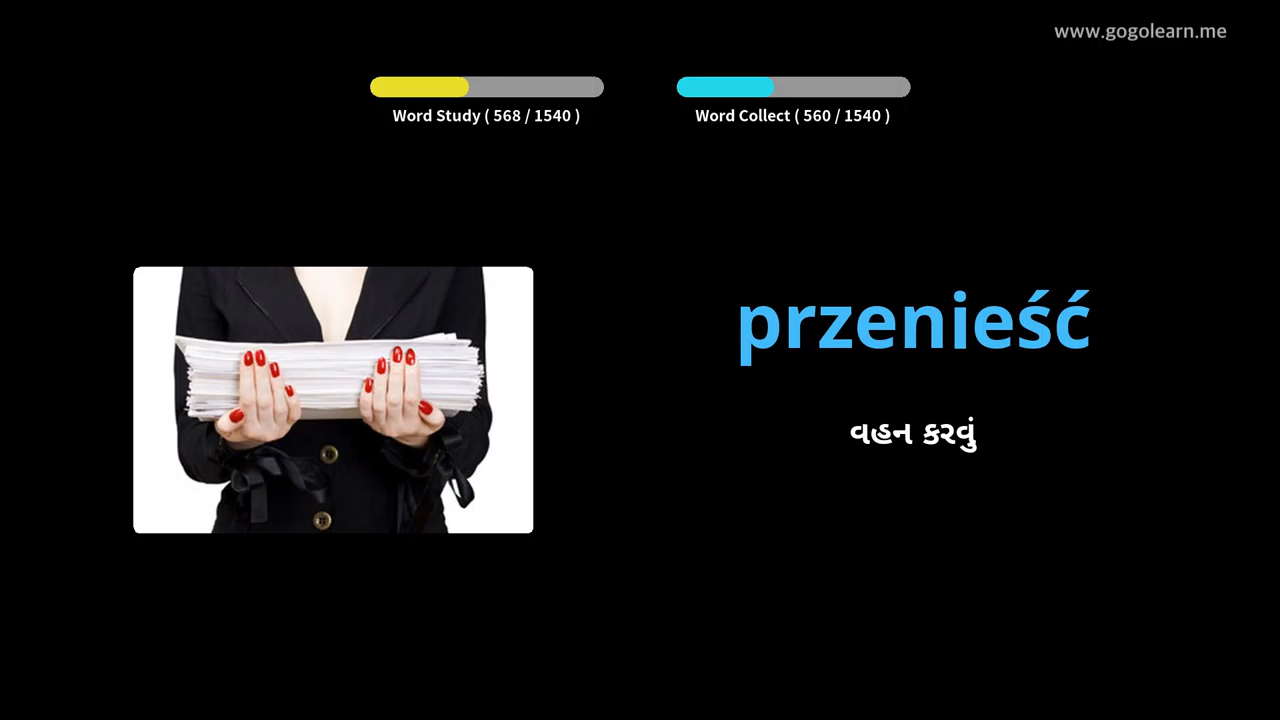 www.gogolearn.me
Word Study ( 568 / 1540 )
Word Collect ( 560 / 1540 )
przenieść
વહન કરવું